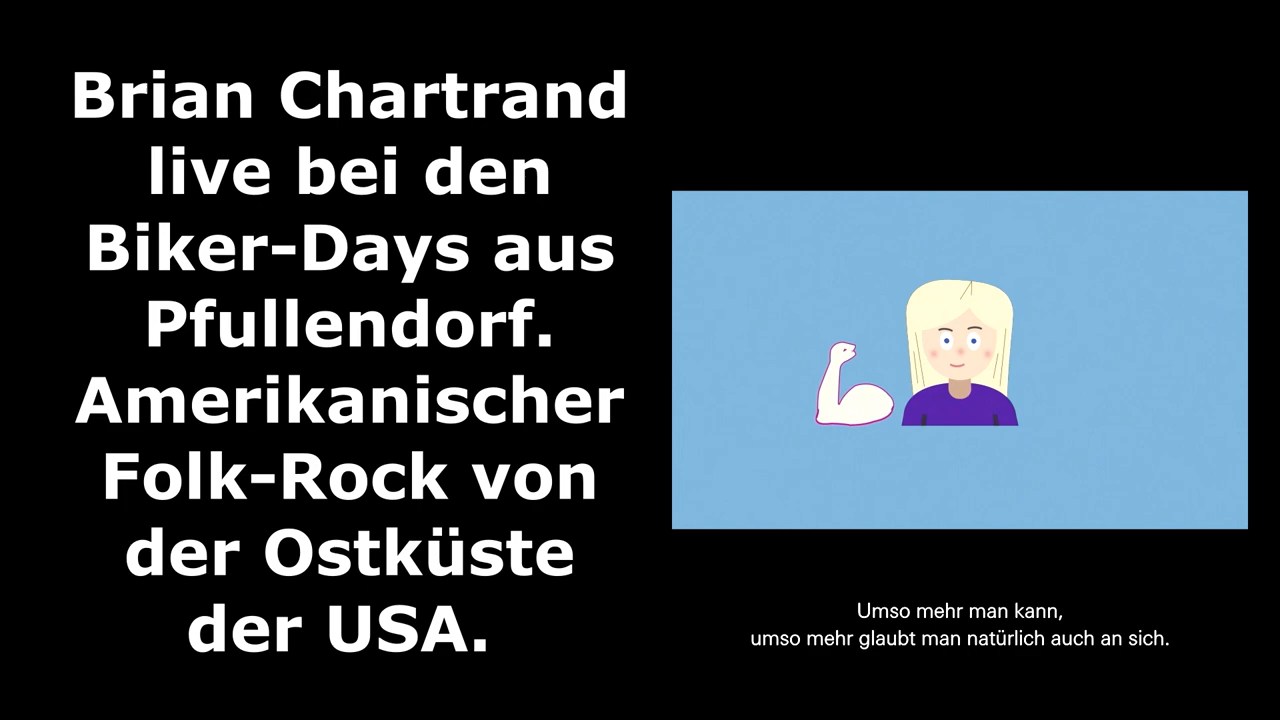 Brian Chartrand
live bei den
Biker-Days aus
Pfullendorf.
Amerikanischer
Folk-Rock von
der Ostküste
der USA.
Umso mehr man kann,
umso mehr glaubt man natürlich auch an sich.